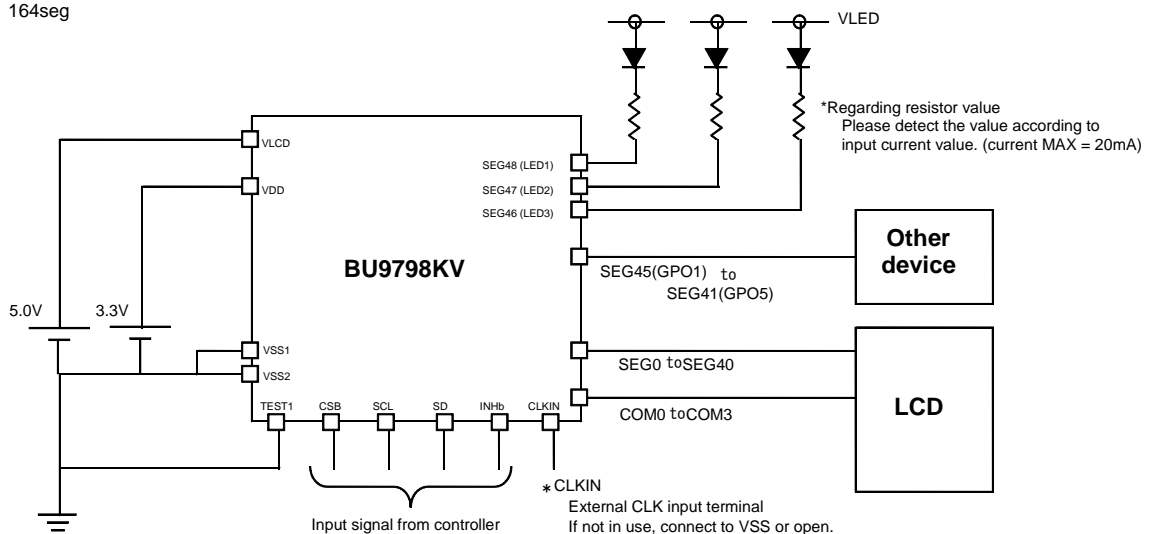 164seg
VLED
*Regarding resistor value
Please detect the value according to
input current value. (current MAX = 20mA)
VLCD
VDD
SEG48 (LED1)
SEG47 (LED2)
SEG46 (LED3)
BU9798KV
Other
device
SEG45(GPO1) to
SEG41(GPO5)
5.0V
3.3V
VSS1
VSS2
SEG0 toSEG40
LCD
COM0 toCOM3
TEST1
CSB
SCL
SD
INHb
CLKIN
*CLKIN
External CLK input terminal
If not in use, connect to VSS or open.
Input signal from controller